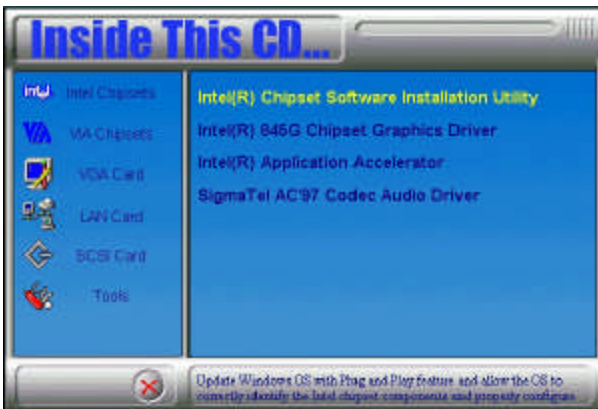 Inside This CD...
intel
Intel Chipsets
VIA
VIA Chipsets
VGA Card
LAN Card
SCSI Card
Tools
Intel(R) Chipset Software Installation Utility
Intel(R) 845G Chipset Graphics Driver
Intel(R) Application Accelerator
SigmaTel AC'97 Codec Audio Driver
Update Windows OS with Plug and Play feature and allow the OS to
correctly identify the Intel chipset components and properly configure